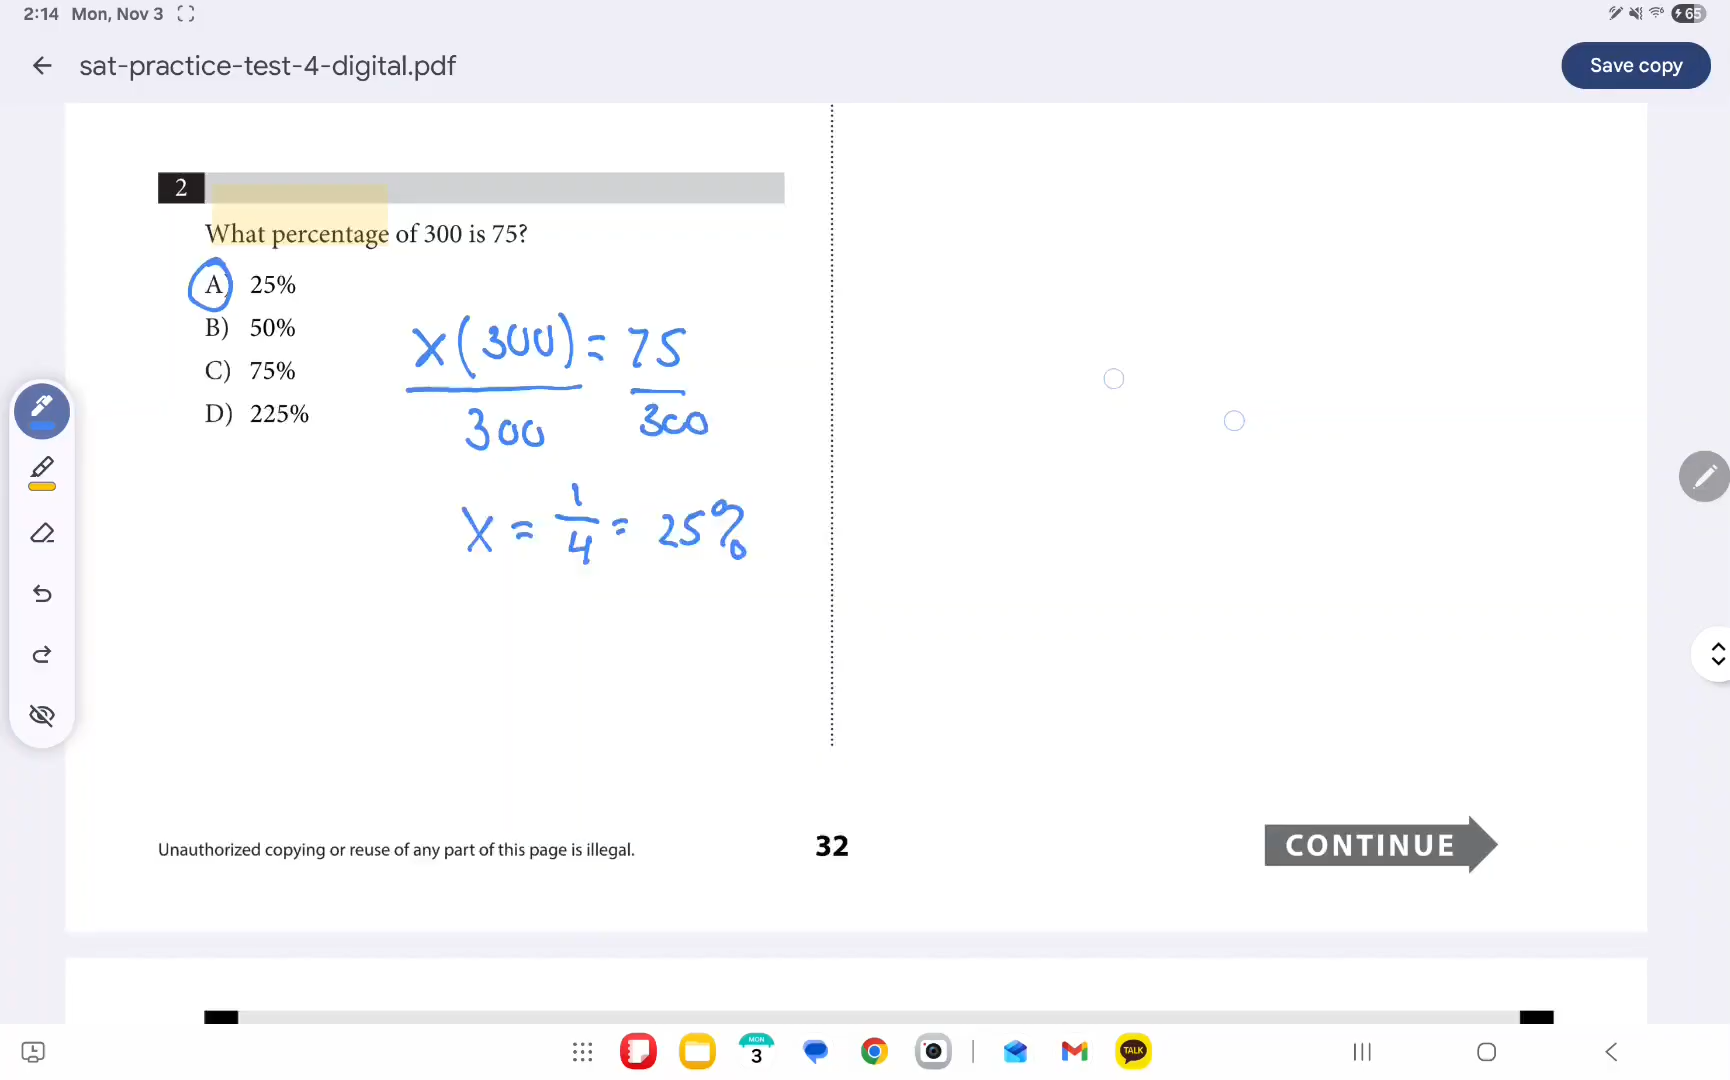 2:14 Mon, Nov 3
65
sat-practice-test-4-digital.pdf
Save copy
2
What percentage of 300 is 75?
A) 25%
B) 50%
C) 75%
D) 225%
x(300) = 75
300 300
x = 1/4 = 25%
Unauthorized copying or reuse of any part of this page is illegal.
32
CONTINUE
MON
3
TALK